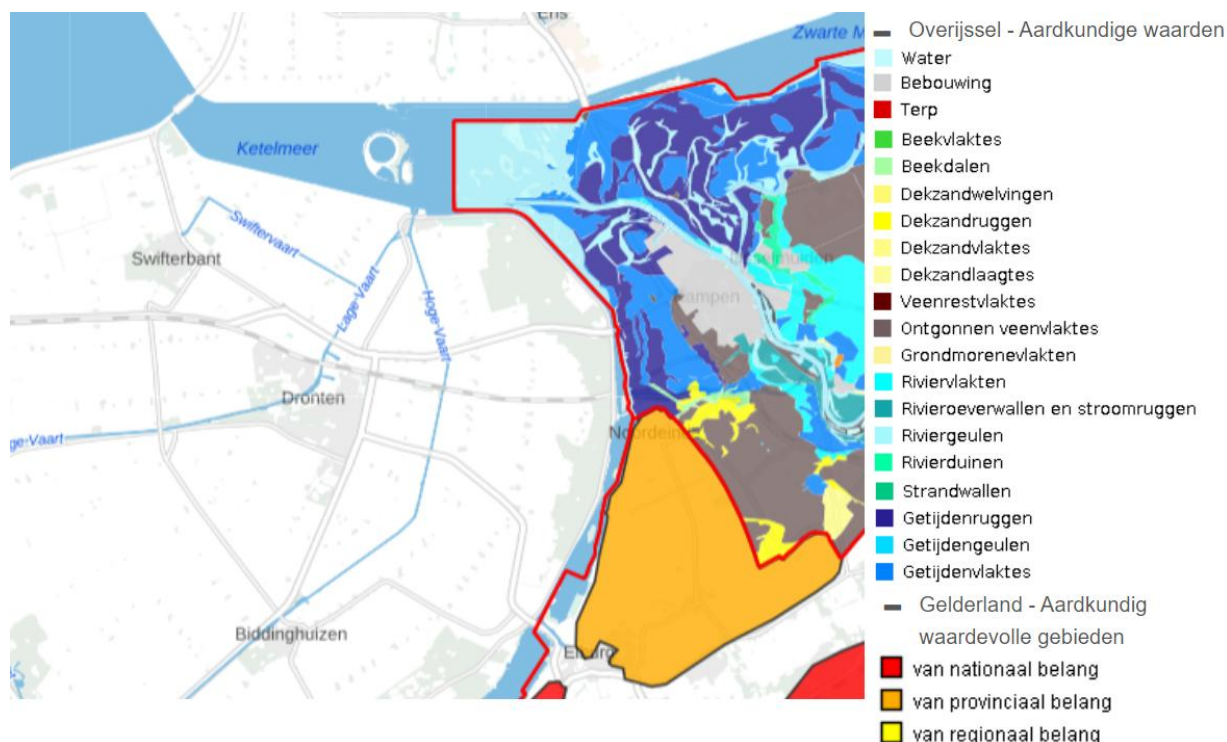 Ens
Zwarte M
Ketelmeer
Swiftervaart
Swifterbant
Lage-Vaart
Hoge-Vaart
Dronten
ge-Vaart
Biddinghuizen
Overijssel - Aardkundige waarden
Water
Bebouwing
Terp
Beekvlaktes
Beekdalen
Dekzandwelvingen
Dekzandruggen
Dekzandvlaktes
Dekzandlaagtes
Veenrestvlaktes
Ontgonnen veenvlaktes
Grondmorenevlakten
Riviervlakten
Rivieroeverwallen en stroomruggen
Riviergeulen
Rivierduinen
Strandwallen
Getijdenruggen
Getijdengeulen
Getijdenvlaktes
Gelderland - Aardkundig
waardevolle gebieden
van nationaal belang
van provinciaal belang
van regionaal belang